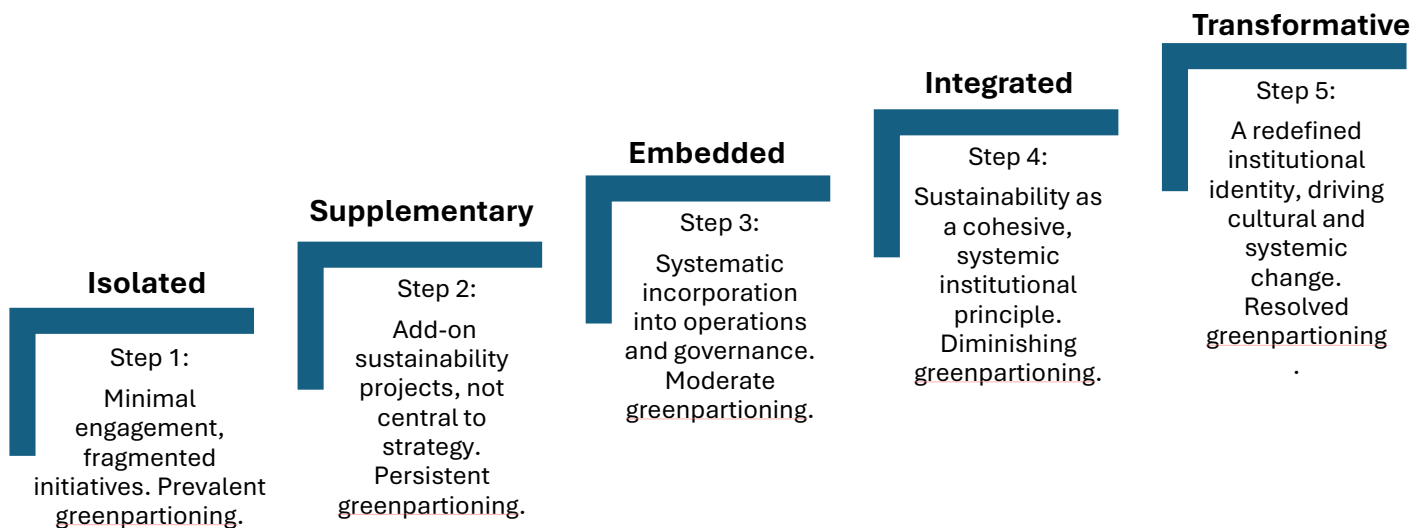 Isolated
Step 1:
Minimal
engagement,
fragmented
initiatives. Prevalent
greenpartioning.
Supplementary
Step 2:
Add-on
sustainability
projects, not
central to
strategy.
Persistent
greenpartioning.
Embedded
Step 3:
Systematic
incorporation
into operations
and governance.
Moderate
greenpartioning.
Integrated
Step 4:
Sustainability as
a cohesive,
systemic
institutional
principle.
Diminishing
greenpartioning.
Transformative
Step 5:
A redefined
institutional
identity, driving
cultural and
systemic
change.
Resolved
greenpartioning
.